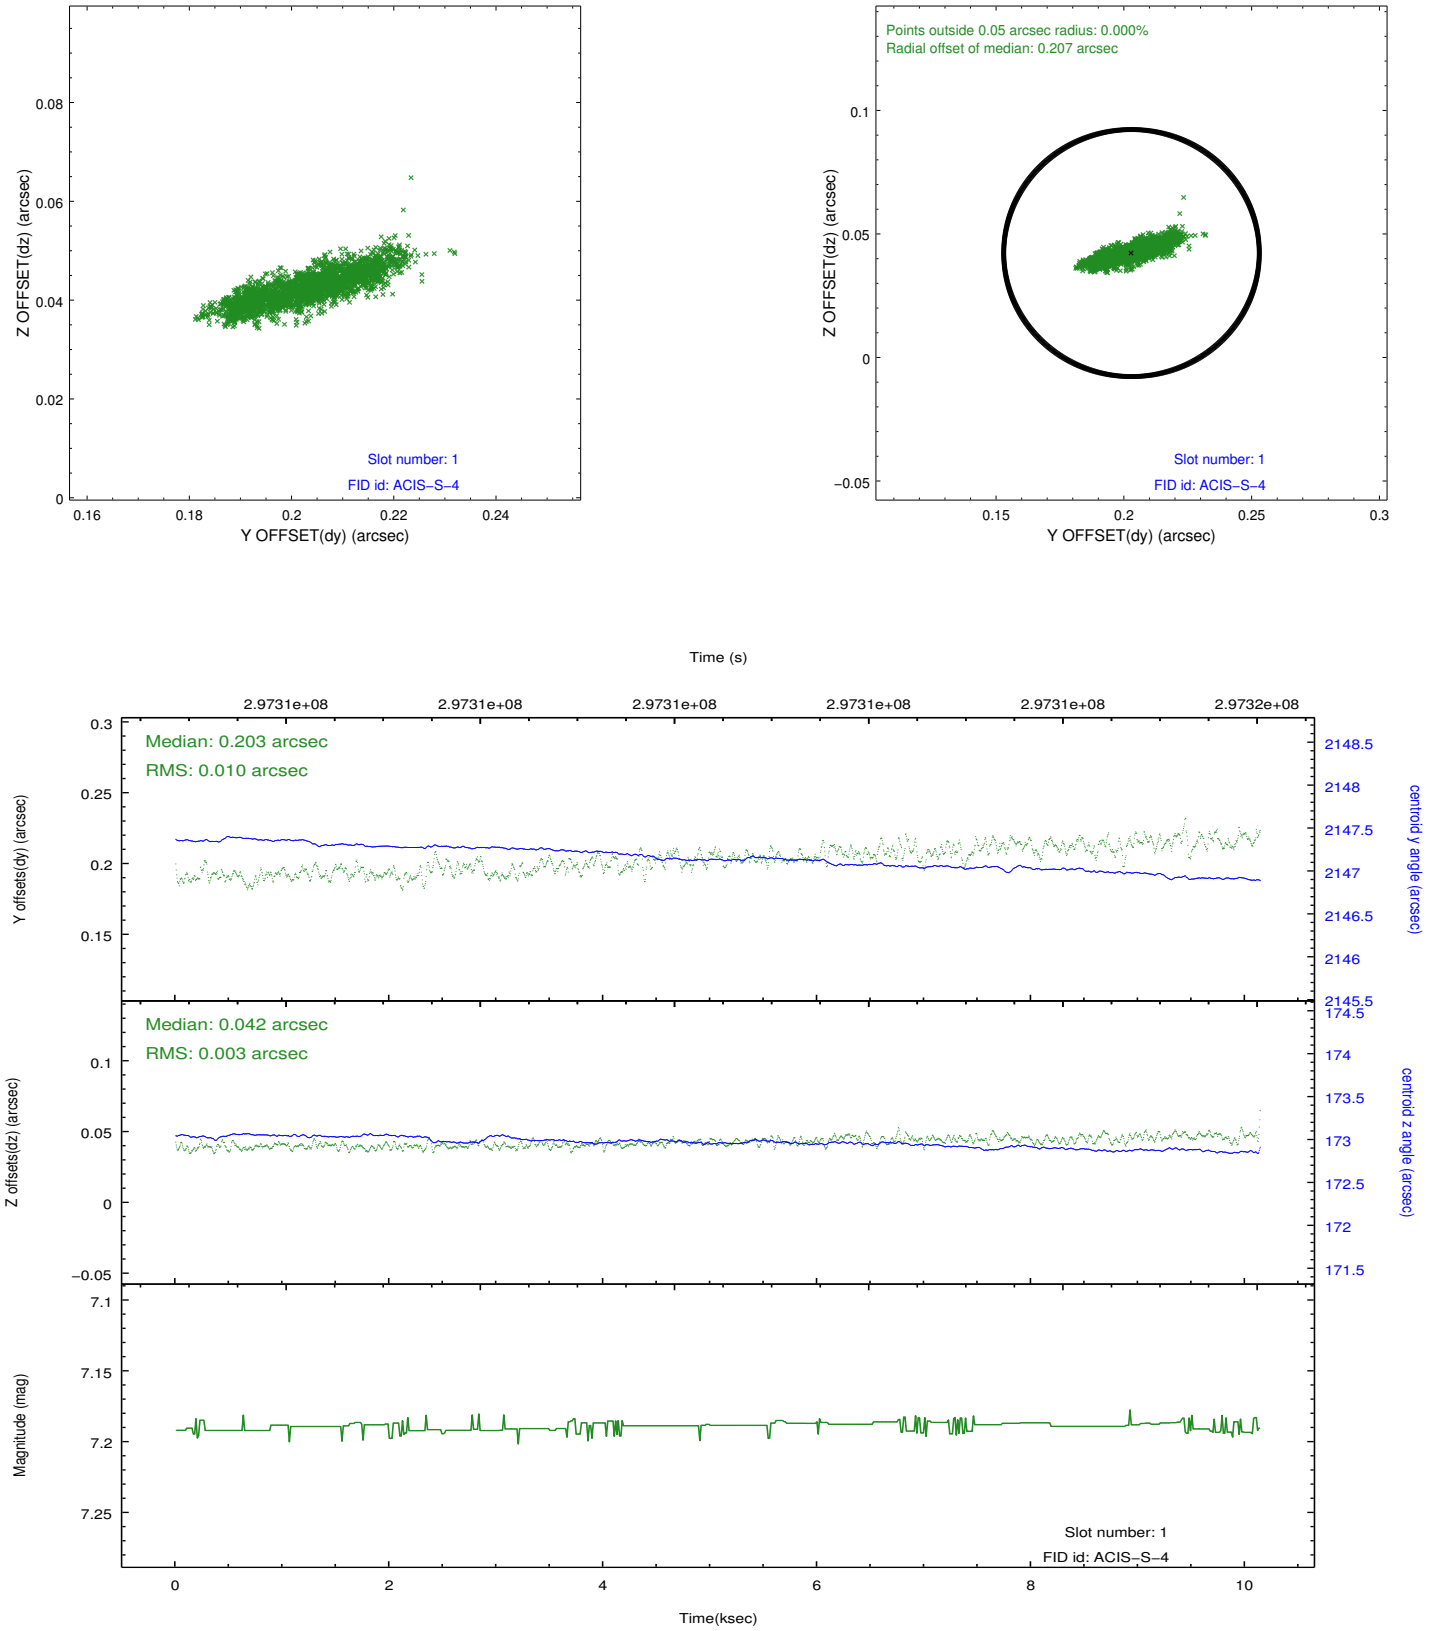 0.08
0.06
0.04
0.02
0
0.16
0.18
0.2
0.22
0.24
Z OFFSET(dz) (arcsec)
Y OFFSET(dy) (arcsec)
Slot number: 1
FID id: ACIS−S−4
Points outside 0.05 arcsec radius: 0.000%
Radial offset of median: 0.207 arcsec
0.1
0.05
0
−0.05
0.15
0.2
0.25
0.3
Z OFFSET(dz) (arcsec)
Y OFFSET(dy) (arcsec)
Slot number: 1
FID id: ACIS−S−4
Time (s)
2.9731e+08
2.9731e+08
2.9731e+08
2.9731e+08
2.9731e+08
2.9732e+08
Median: 0.203 arcsec
RMS: 0.010 arcsec
0.3
0.25
0.2
0.15
Y offsets(dy) (arcsec)
2148.5
2148
2147.5
2147
2146.5
2146
2145.5
centroid y angle (arcsec)
Median: 0.042 arcsec
RMS: 0.003 arcsec
0.1
0.05
0
−0.05
Z offsets(dz) (arcsec)
174.5
174
173.5
173
172.5
172
171.5
centroid z angle (arcsec)
7.1
7.15
7.2
7.25
Magnitude (mag)
Slot number: 1
FID id: ACIS−S−4
0
2
4
6
8
10
Time(ksec)